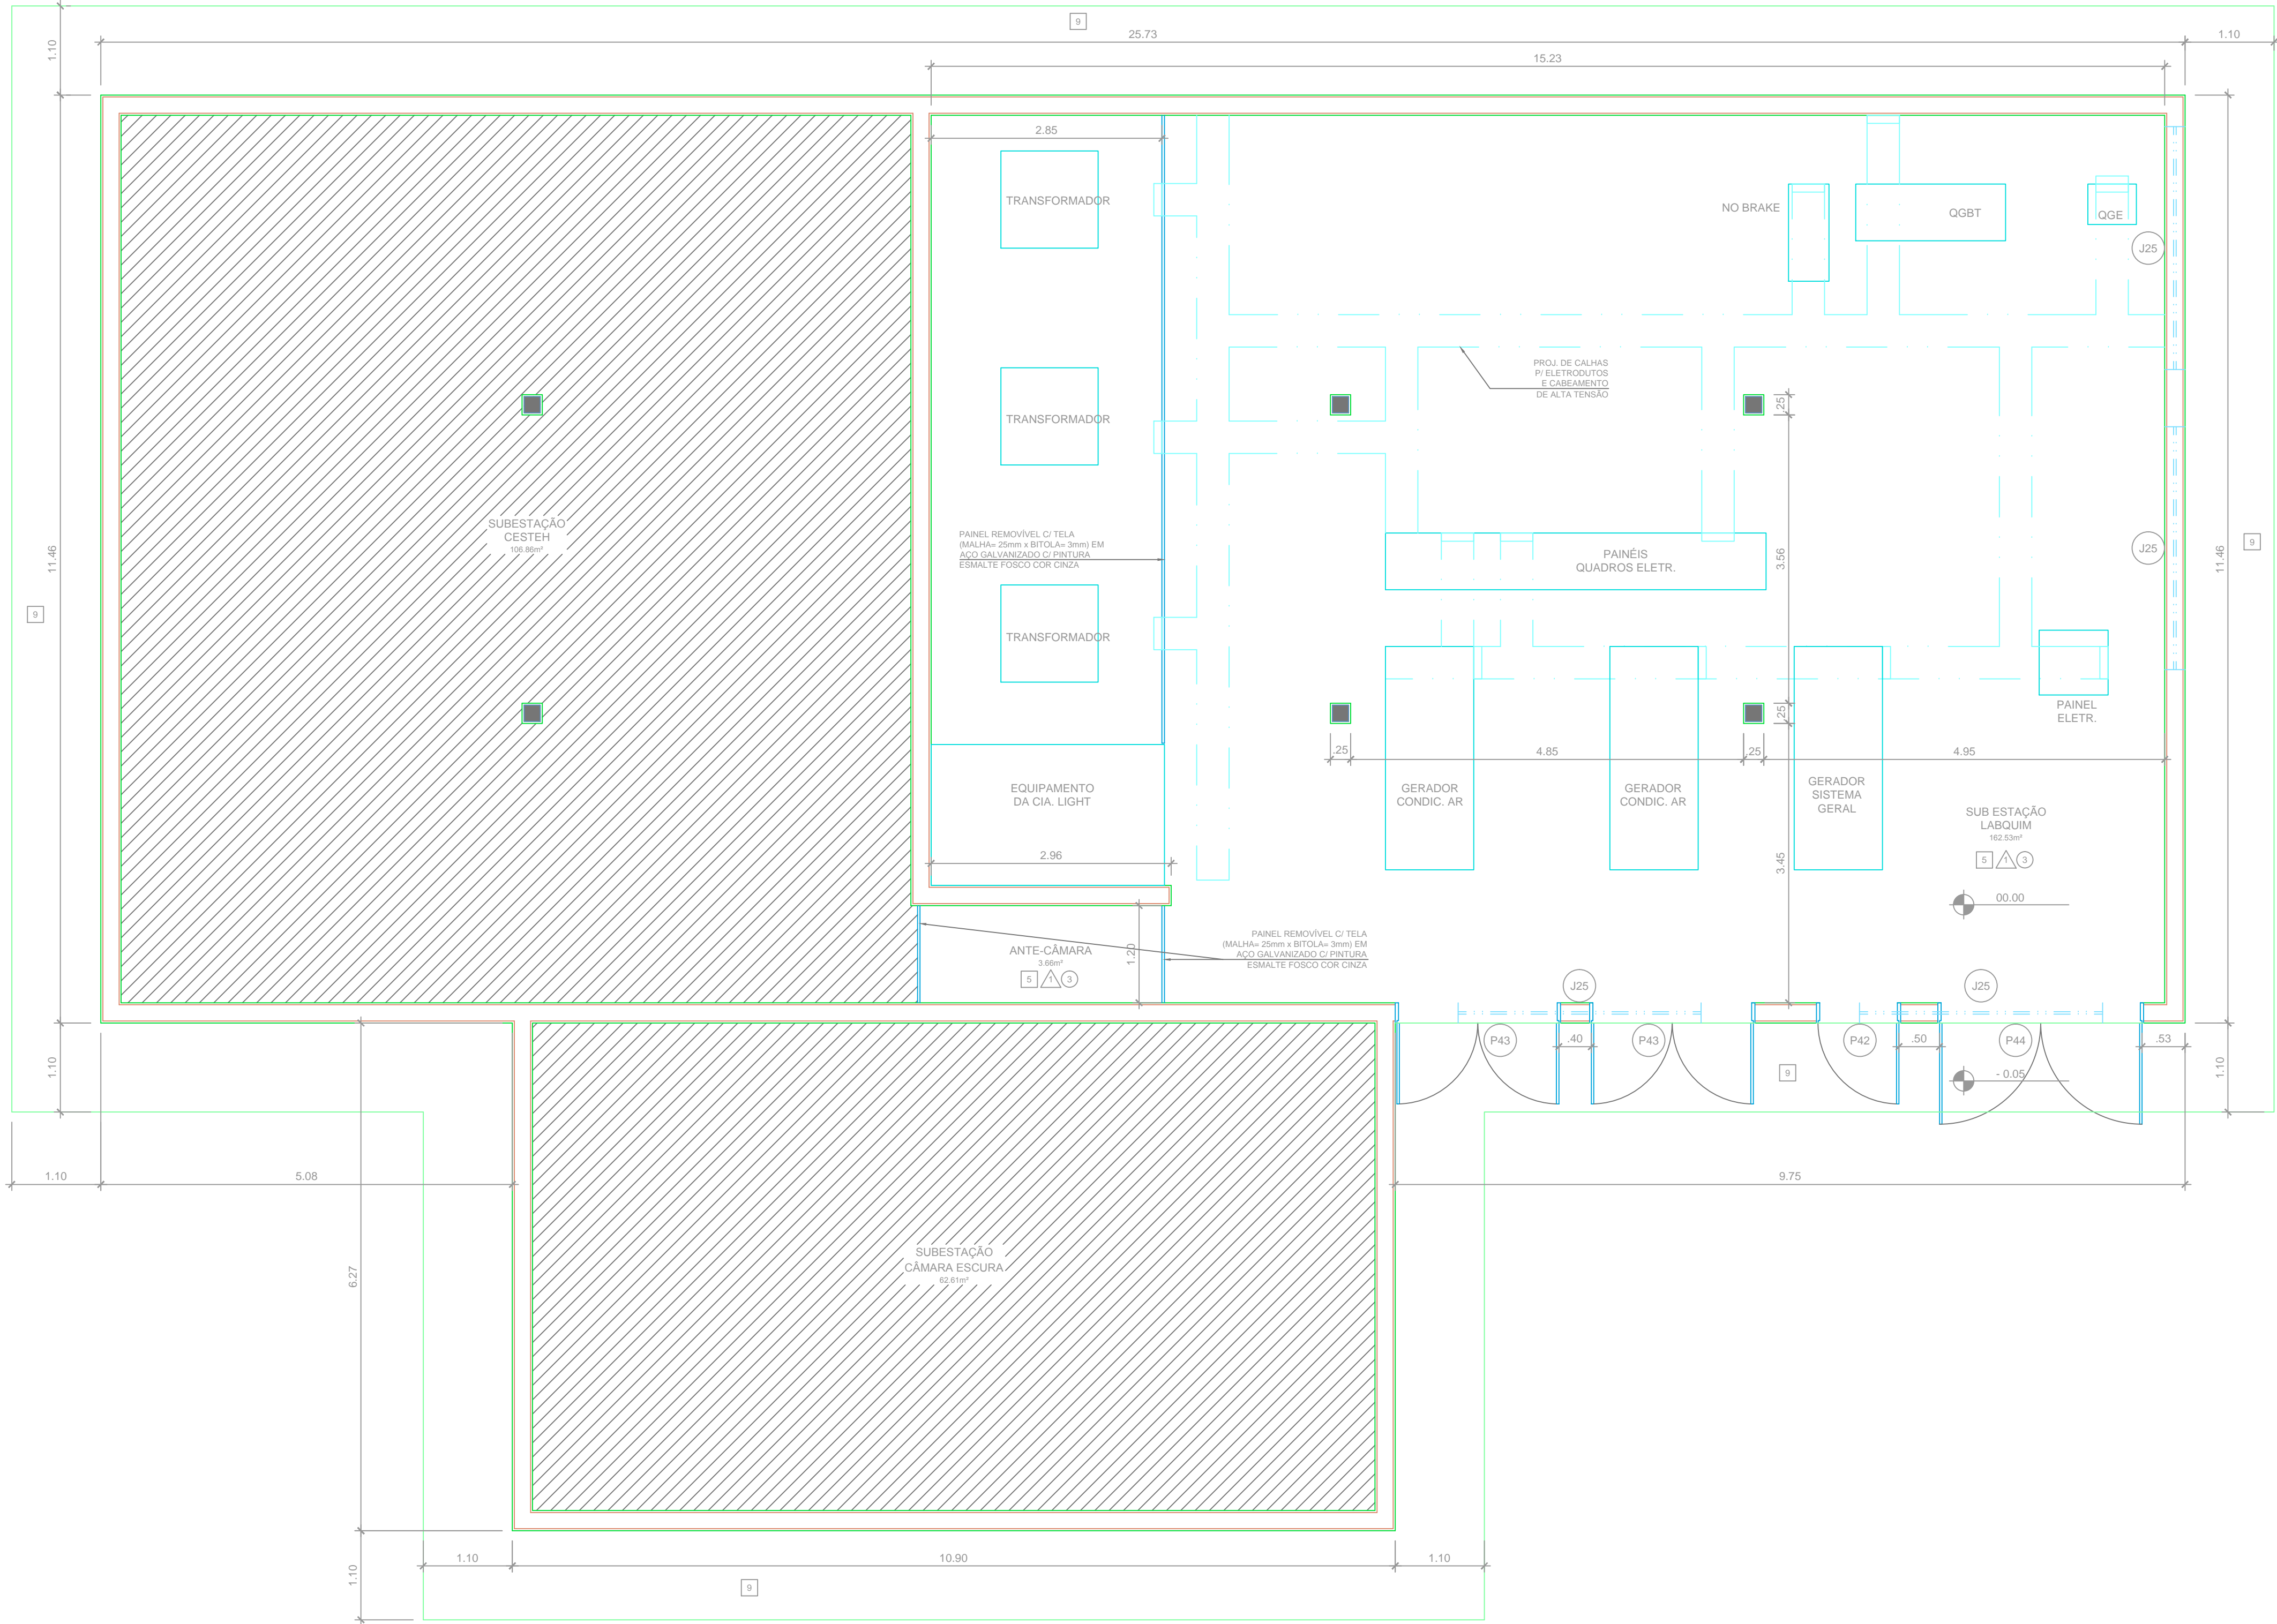 9
25.73
1.10
1.10
15.23
2.85
TRANSFORMADOR
NO BRAKE
QGBT
QGE
J25
PROJ. DE CALHAS
P/ ELETRODUTOS
E CABEAMENTO
DE ALTA TENSÃO
.25
TRANSFORMADOR
SUBESTAÇÃO
CESTEH
106.86m²
PAINEL REMOVÍVEL C/ TELA
(MALHA= 25mm x BITOLA= 3mm) EM
AÇO GALVANIZADO C/ PINTURA
ESMALTE FOSCO COR CINZA
PAINÉIS
QUADROS ELETR.
3.56
J25
9
11.46
11.46
9
TRANSFORMADOR
PAINEL
ELETR.
.25
.25
4.85
.25
4.95
EQUIPAMENTO
DA CIA. LIGHT
GERADOR
CONDIC. AR
GERADOR
CONDIC. AR
GERADOR
SISTEMA
GERAL
SUB ESTAÇÃO
LABQUIM
162.53m²
5
1
3
2.96
3.45
00.00
PAINEL REMOVÍVEL C/ TELA
(MALHA= 25mm x BITOLA= 3mm) EM
AÇO GALVANIZADO C/ PINTURA
ESMALTE FOSCO COR CINZA
ANTE-CÂMARA
3.66m²
5
1
3
1.20
J25
J25
P43
.40
P43
P42
.50
P44
.53
9
- 0.05
1.10
1.10
1.10
5.08
9.75
SUBESTAÇÃO
CÂMARA ESCURA
62.61m²
6.27
1.10
10.90
1.10
1.10
9